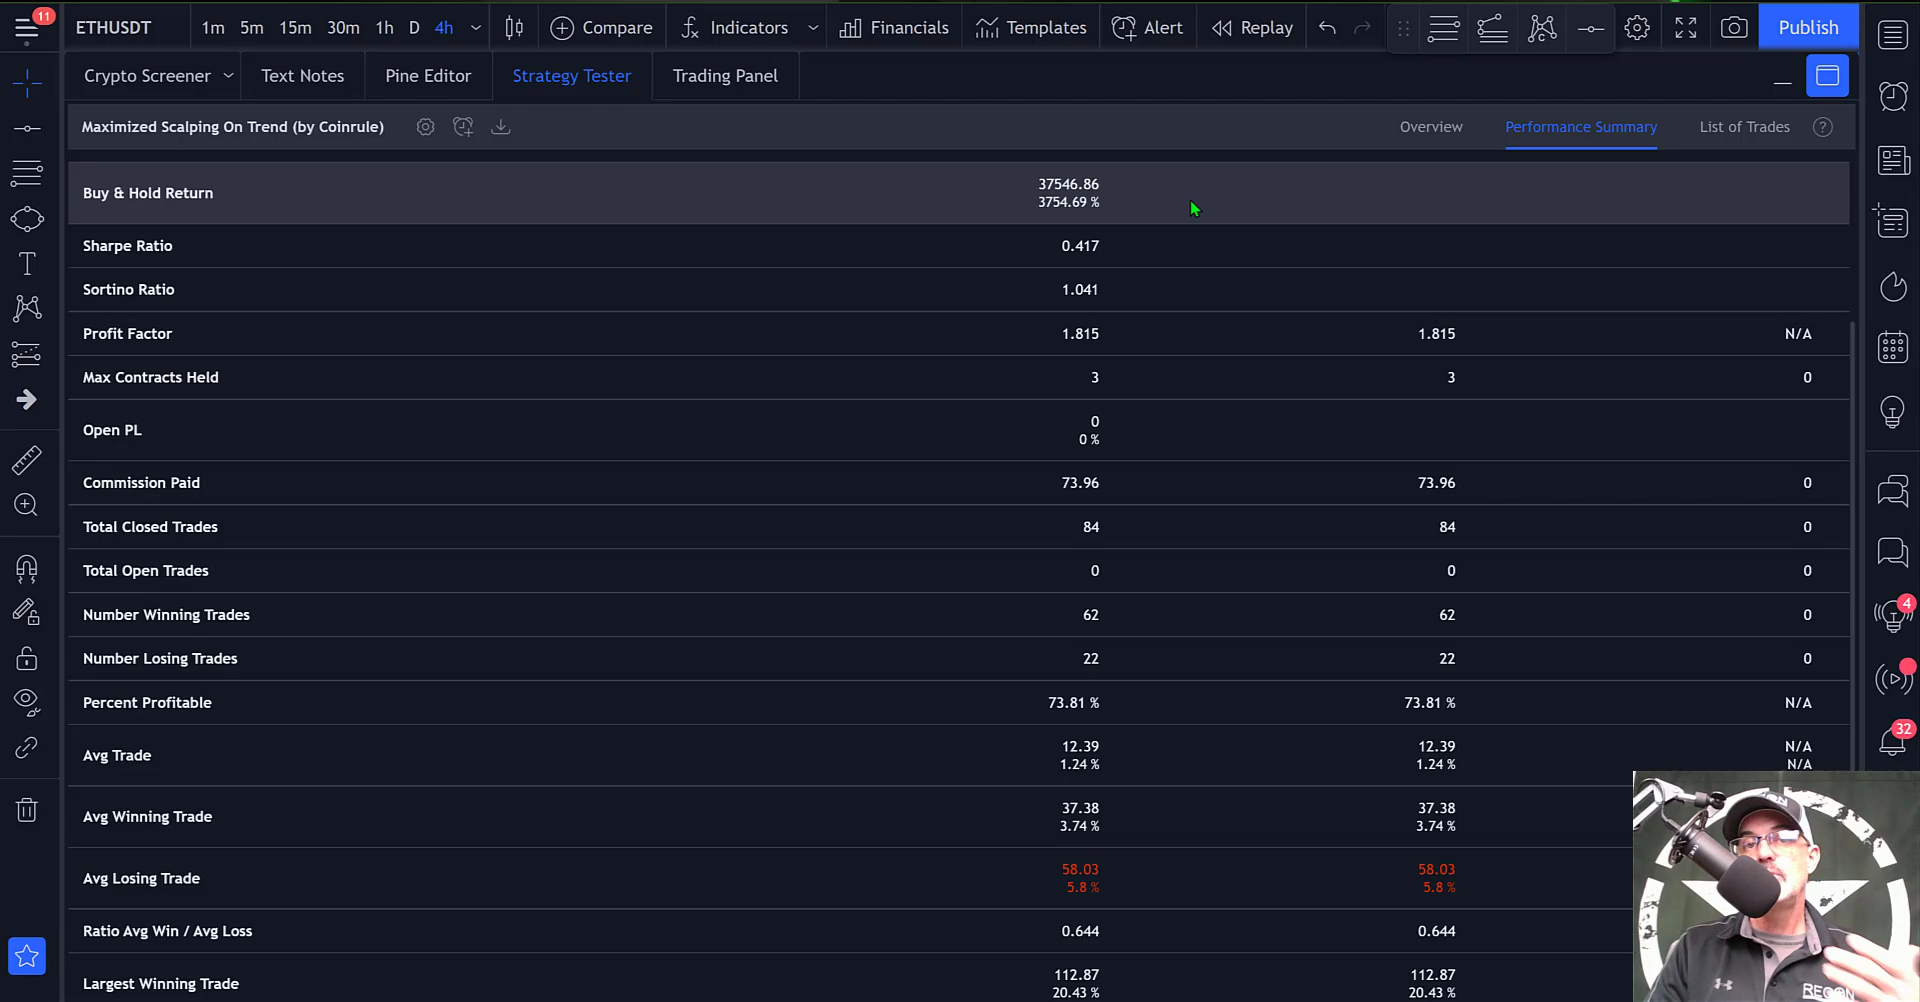 11
ETHUSDT 1m 5m 15m 30m 1h D 4h Compare Indicators Financials Templates Alert Replay Publish
Crypto Screener Text Notes Pine Editor Strategy Tester Trading Panel
Maximized Scalping On Trend (by Coinrule) Overview Performance Summary List of Trades ?
Buy & Hold Return 37546.86
3754.69 %
Sharpe Ratio 0.417
Sortino Ratio 1.041
Profit Factor 1.815 1.815 N/A
Max Contracts Held 3 3 0
Open PL 0
0 %
Commission Paid 73.96 73.96 0
Total Closed Trades 84 84 0
Total Open Trades 0 0 0
Number Winning Trades 62 62 0
4
Number Losing Trades 22 22 0
Percent Profitable 73.81 % 73.81 % N/A
32
Avg Trade 12.39 12.39 N/A
1.24 % 1.24 % N/A
Avg Winning Trade 37.38 37.38
3.74 % 3.74 %
Avg Losing Trade 58.03 58.03
5.8 % 5.8 %
Ratio Avg Win / Avg Loss 0.644 0.644
Largest Winning Trade 112.87 112.87
20.43 % 20.43 %